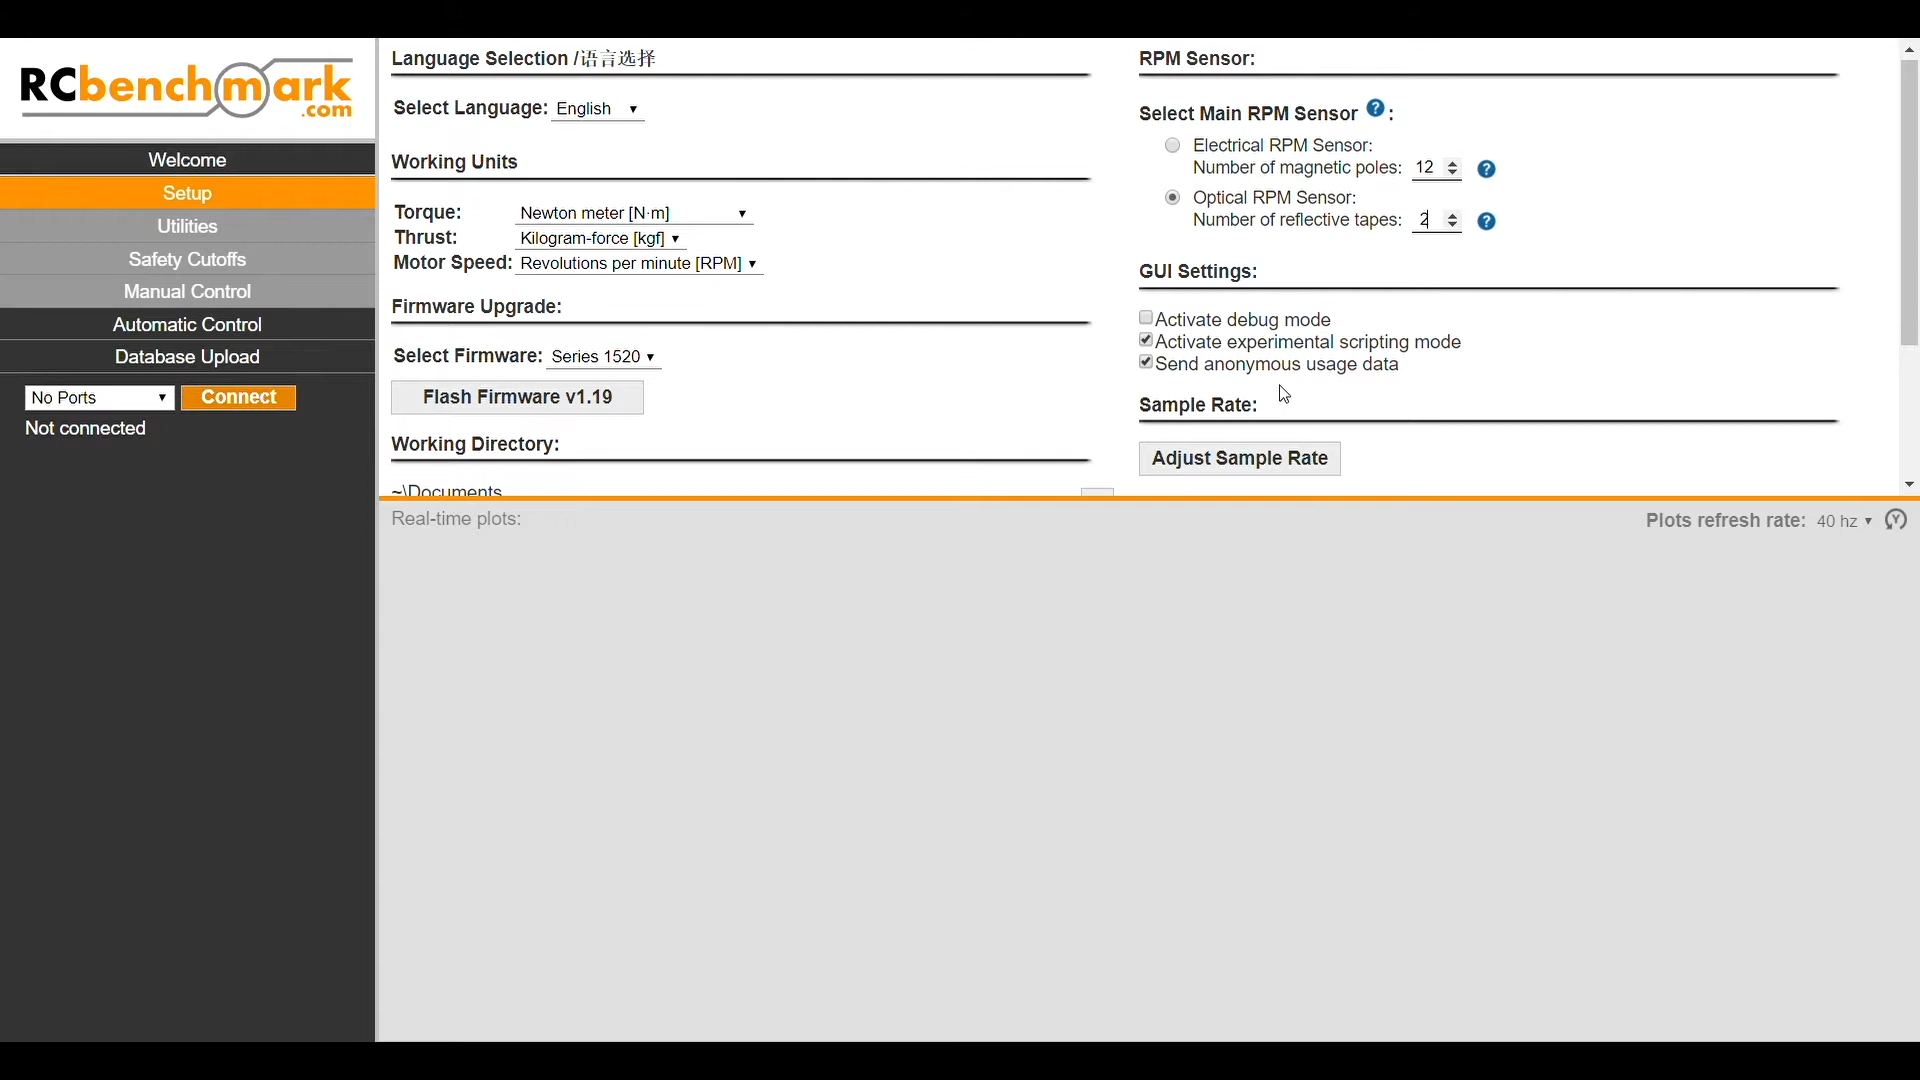 RCbenchmark
.com
Welcome
Setup
Utilities
Safety Cutoffs
Manual Control
Automatic Control
Database Upload
No Ports
Connect
Not connected
Language Selection /语言选择
Select Language: English
Working Units
Torque: Newton meter [N·m]
Thrust: Kilogram-force [kgf]
Motor Speed: Revolutions per minute [RPM]
Firmware Upgrade:
Select Firmware: Series 1520
Flash Firmware v1.19
Working Directory:
~\Documents
RPM Sensor:
Select Main RPM Sensor ? :
Electrical RPM Sensor:
Number of magnetic poles: 12 ?
Optical RPM Sensor:
Number of reflective tapes: 2 ?
GUI Settings:
Activate debug mode
Activate experimental scripting mode
Send anonymous usage data
Sample Rate:
Adjust Sample Rate
Real-time plots:
Plots refresh rate: 40 hz